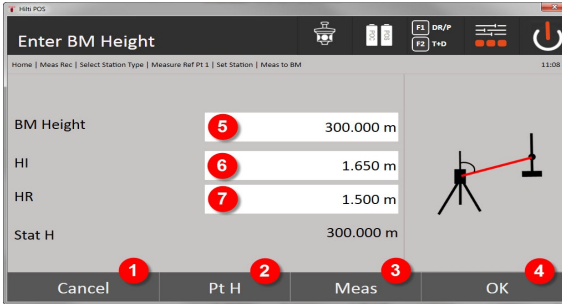 Hilti POS
Enter BM Height
POC
POS
F1 DR/P
F2 T+D
Home | Meas Rec | Select Station Type | Measure Ref Pt 1 | Set Station | Meas to BM
11:08
BM Height 5 300.000 m
HI 6 1.650 m
HR 7 1.500 m
Stat H 300.000 m
1 2 3 4
Cancel Pt H Meas OK